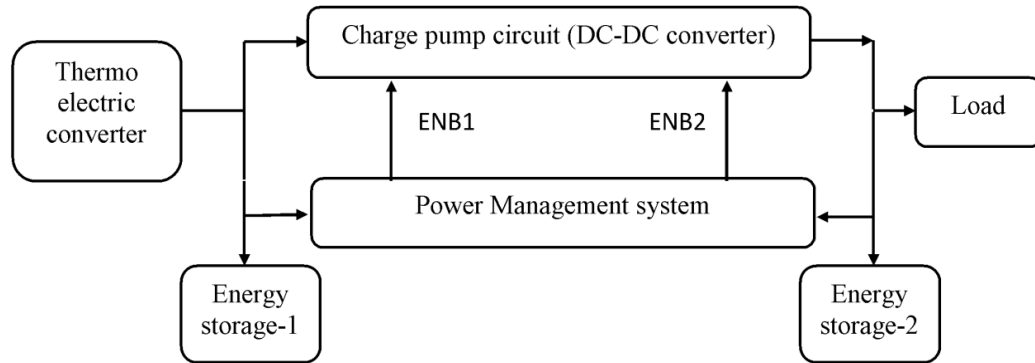 Charge pump circuit (DC-DC converter)
Thermo
electric
converter
ENB1
ENB2
Load
Power Management system
Energy
storage-1
Energy
storage-2